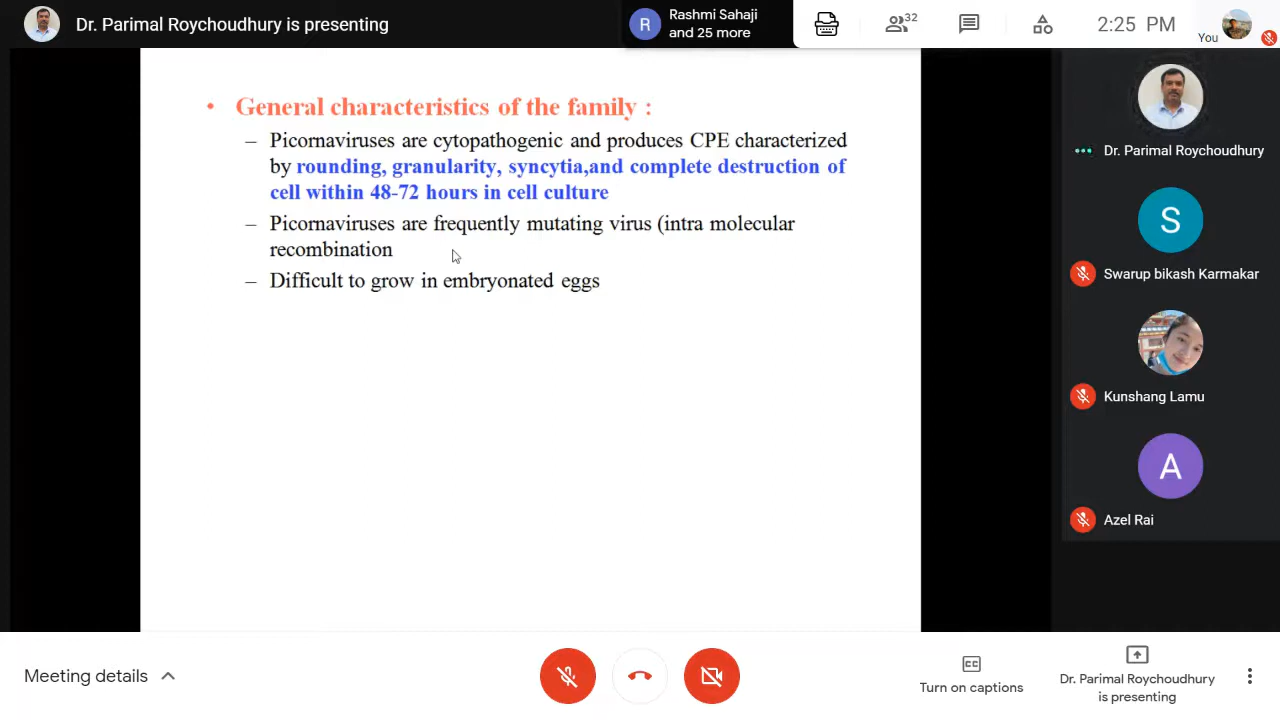 Dr. Parimal Roychoudhury is presenting
R
Rashmi Sahaji
and 25 more
32
2:25 PM
You
• General characteristics of the family :
– Picornaviruses are cytopathogenic and produces CPE characterized
by rounding, granularity, syncytia,and complete destruction of
cell within 48-72 hours in cell culture
– Picornaviruses are frequently mutating virus (intra molecular
recombination
– Difficult to grow in embryonated eggs
Dr. Parimal Roychoudhury
S
Swarup bikash Karmakar
Kunshang Lamu
A
Azel Rai
Meeting details
CC
Turn on captions
Dr. Parimal Roychoudhury
is presenting